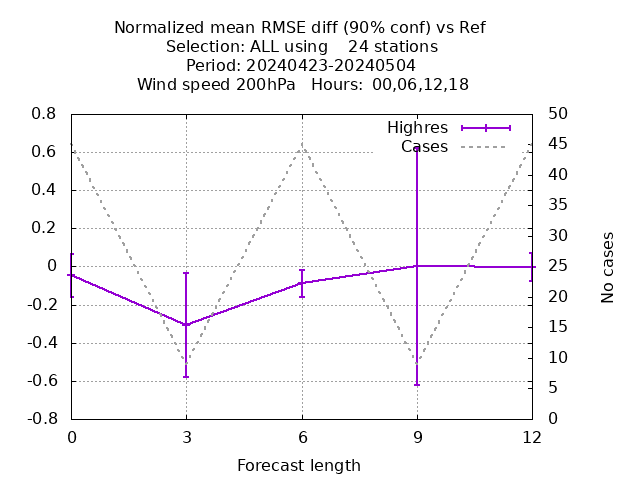 Normalized mean RMSE diff (90% conf) vs Ref
Selection: ALL using    24 stations
Period: 20240423-20240504
Wind speed 200hPa   Hours:  00,06,12,18
Highres
Cases
0.8
0.6
0.4
0.2
0
-0.2
-0.4
-0.6
-0.8
50
45
40
35
30
25
20
15
10
5
0
No cases
0 3 6 9 12
Forecast length